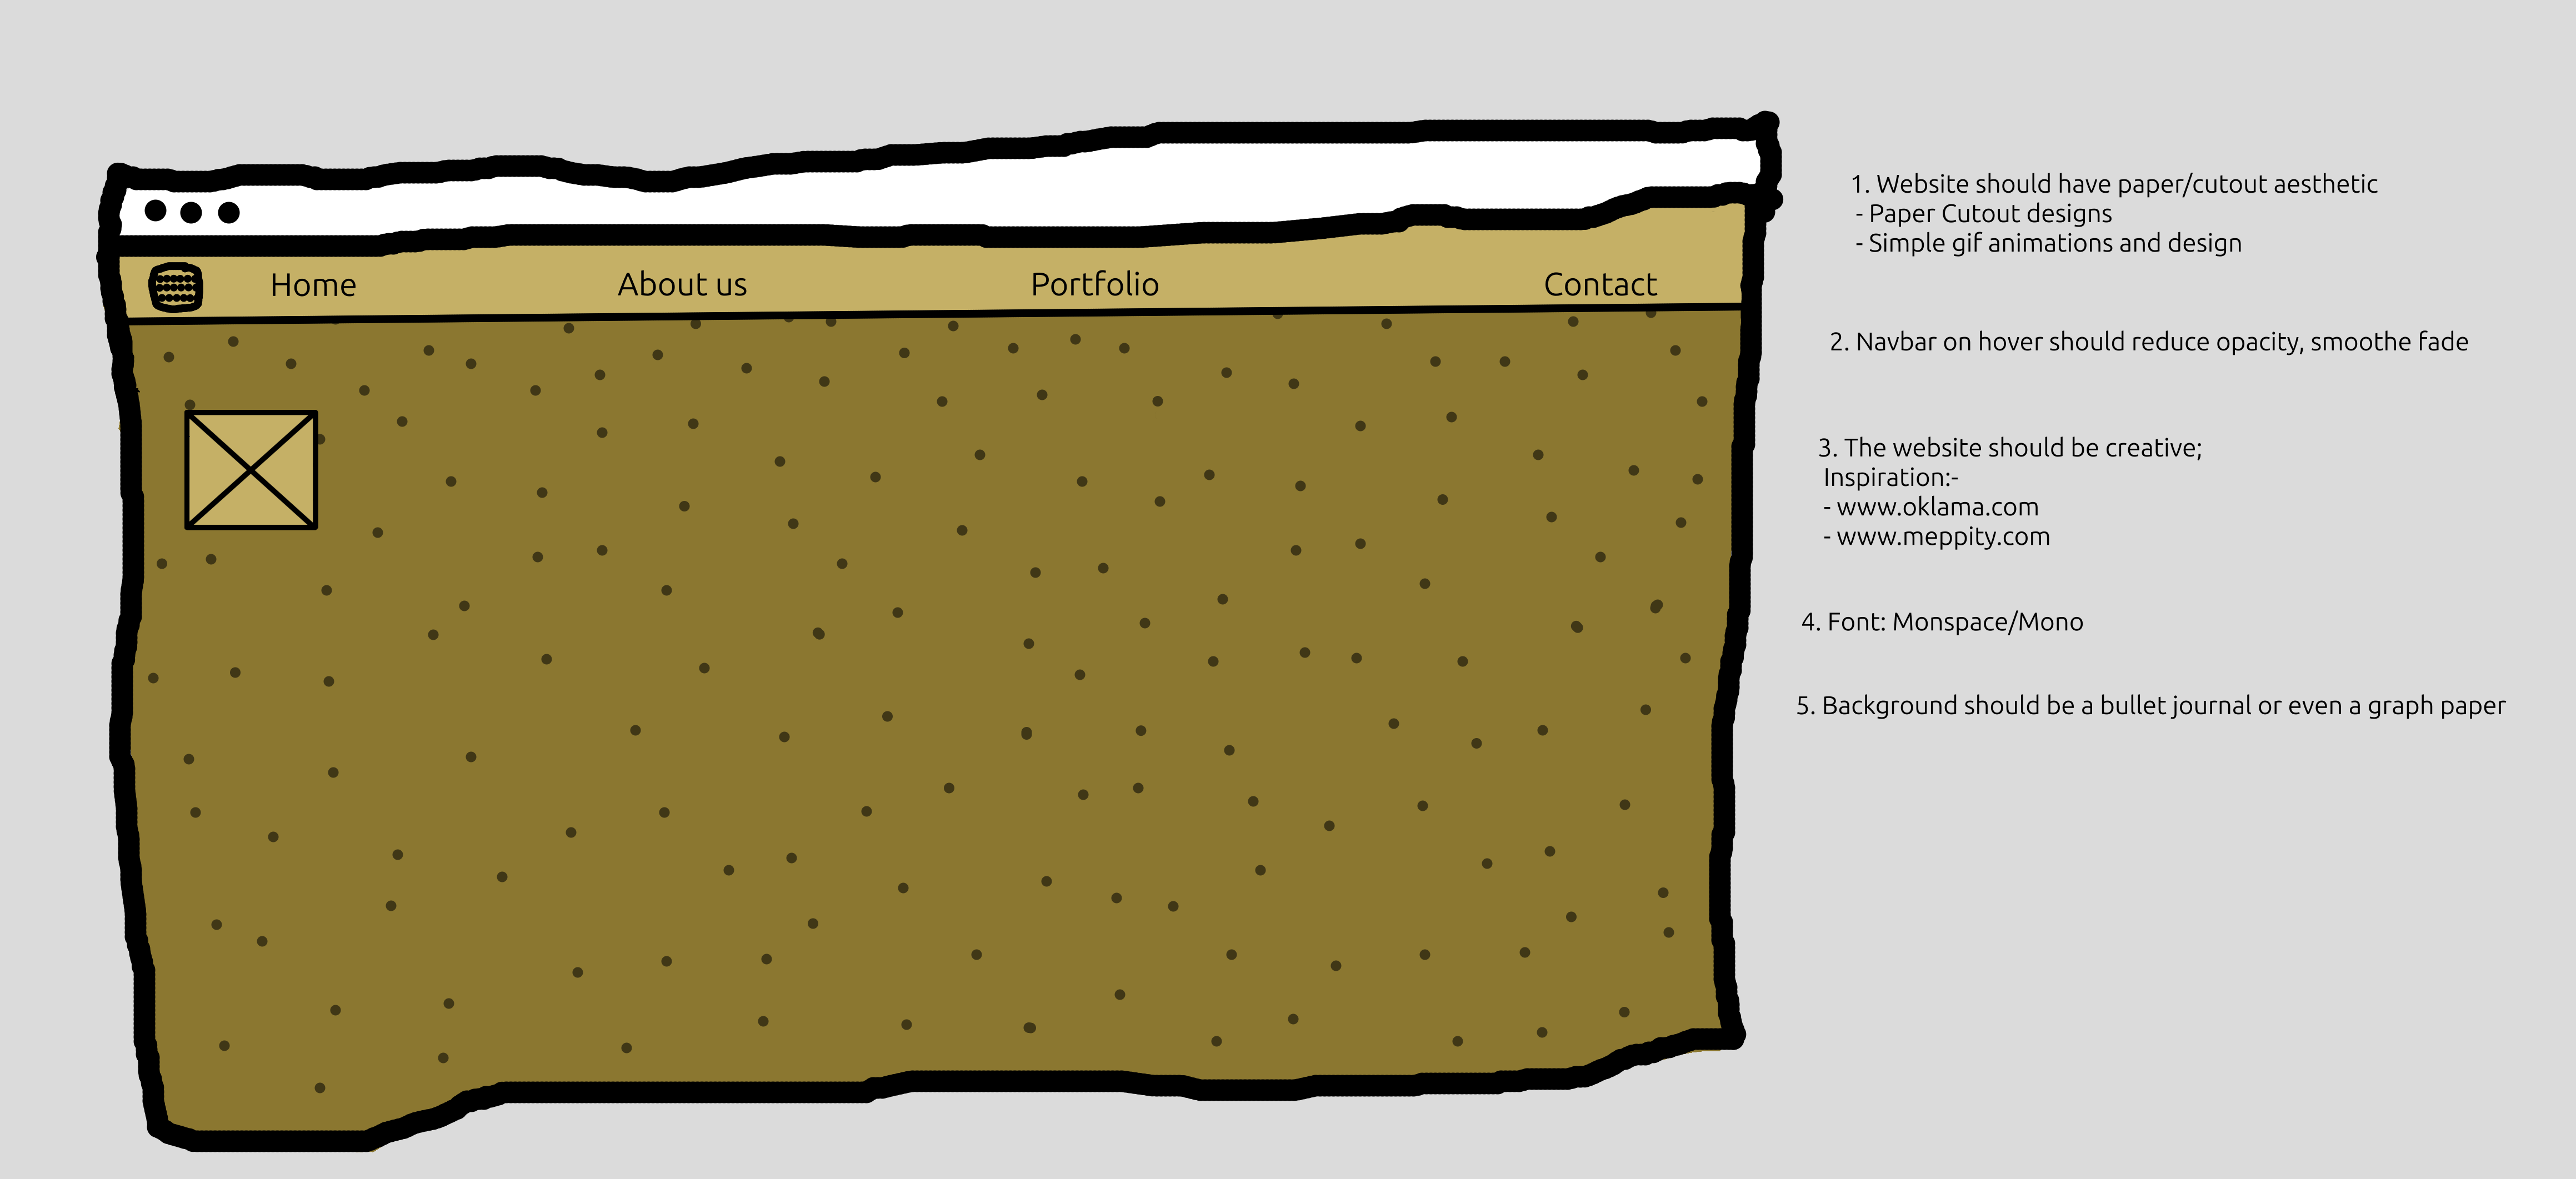 Home
About us
Portfolio
Contact
1. Website should have paper/cutout aesthetic
- Paper Cutout designs
- Simple gif animations and design
2. Navbar on hover should reduce opacity, smoothe fade
3. The website should be creative;
Inspiration:-
- www.oklama.com
- www.meppity.com
4. Font: Monspace/Mono
5. Background should be a bullet journal or even a graph paper